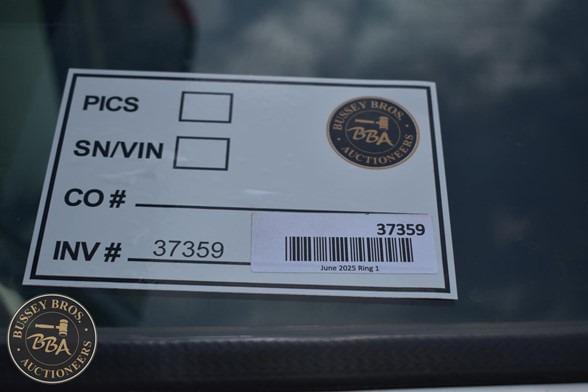 PICS
SN/VIN
CO #
INV # 37359
BUSSEY BROS.
BBA
AUCTIONEERS
37359
June 2025 Ring 1
BUSSEY BROS.
BBA
AUCTIONEERS